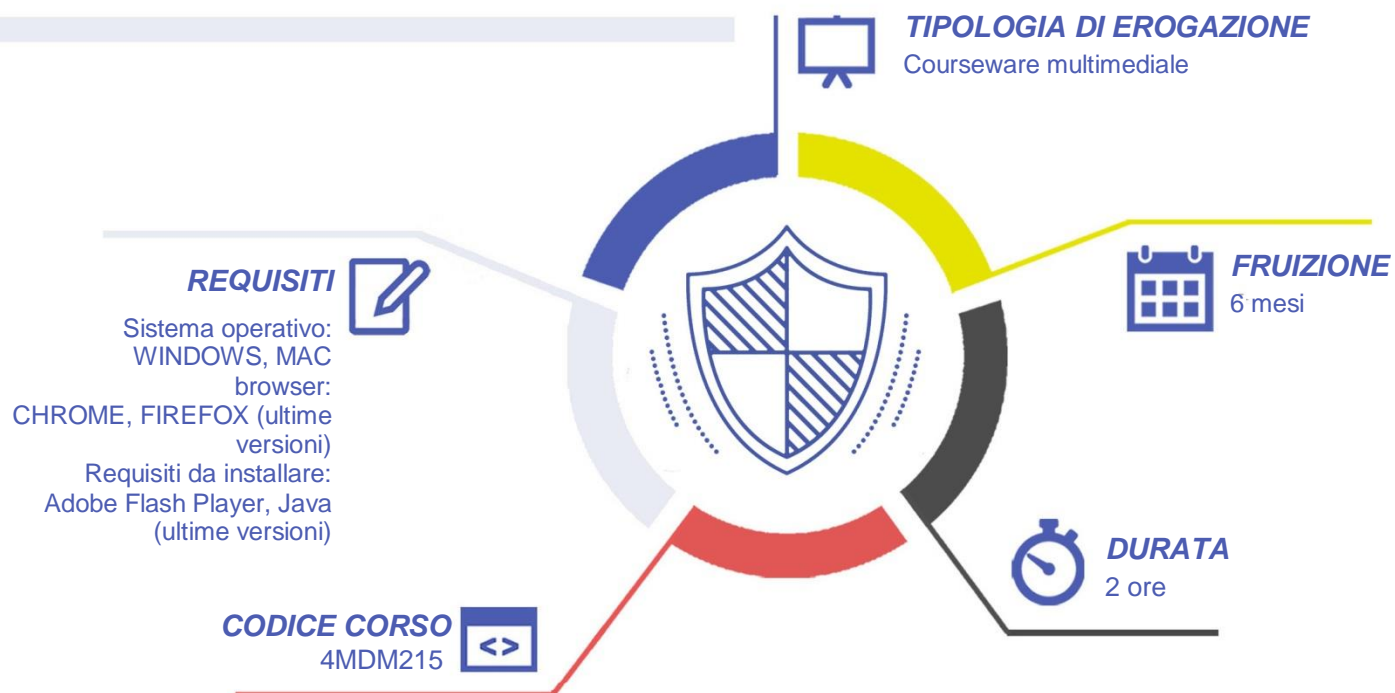 TIPOLOGIA DI EROGAZIONE
Courseware multimediale
FRUIZIONE
6 mesi
REQUISITI
Sistema operativo:
WINDOWS, MAC
browser:
CHROME, FIREFOX (ultime
versioni)
Requisiti da installare:
Adobe Flash Player, Java
(ultime versioni)
DURATA
2 ore
CODICE CORSO
4MDM215
<>